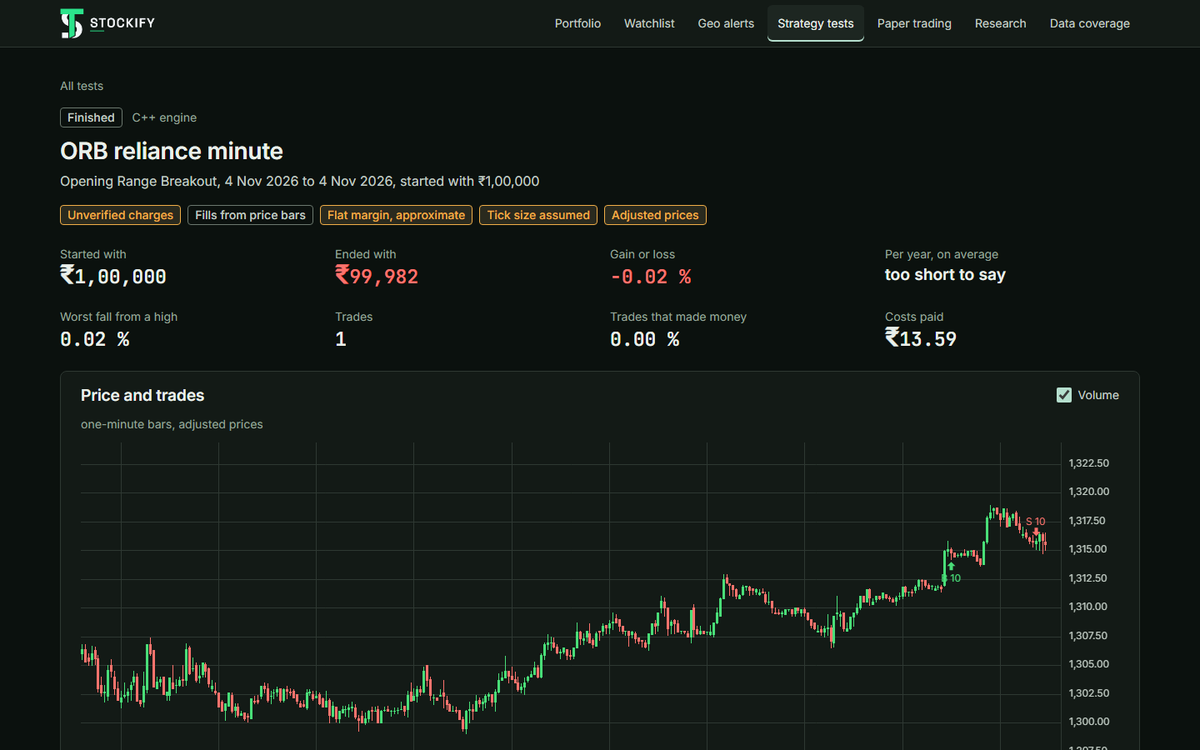 STOCKIFY
Portfolio Watchlist Geo alerts Strategy tests Paper trading Research Data coverage
All tests
Finished C++ engine
ORB reliance minute
Opening Range Breakout, 4 Nov 2026 to 4 Nov 2026, started with ₹1,00,000
Unverified charges Fills from price bars Flat margin, approximate Tick size assumed Adjusted prices
Started with Ended with Gain or loss Per year, on average
₹1,00,000 ₹99,982 -0.02 % too short to say
Worst fall from a high Trades Trades that made money Costs paid
0.02 % 1 0.00 % ₹13.59
Price and trades Volume
one-minute bars, adjusted prices
1,322.50
1,320.00
S 10 1,317.50
1,315.00
10 1,312.50
1,310.00
1,307.50
1,305.00
1,302.50
1,300.00